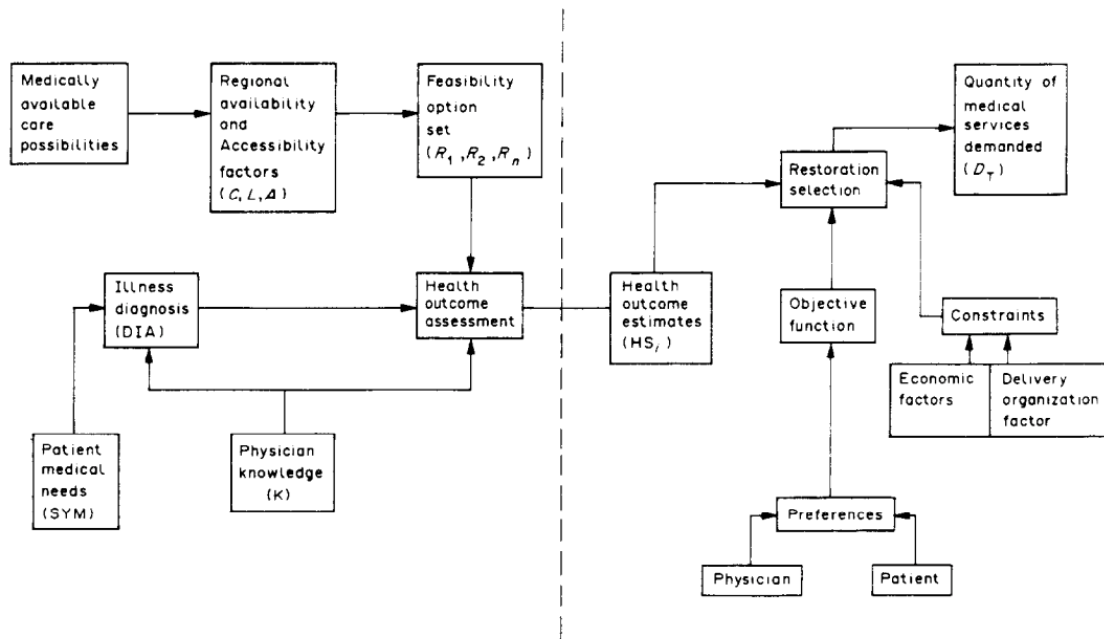 Medically
available
care
possibilities
Regional
availability
and
Accessibility
factors
(C, L, A)
Feasibility
option
set
(R₁ ,R₂ ,Rₙ)
Illness
diagnosis
(DIA)
Health
outcome
assessment
Patient
medical
needs
(SYM)
Physician
knowledge
(K)
Quantity of
medical
services
demanded
(D_T)
Restoration
selection
Health
outcome
estimates
(HSᵢ)
Objective
function
Constraints
Economic
factors
Delivery
organization
factor
Preferences
Physician
Patient